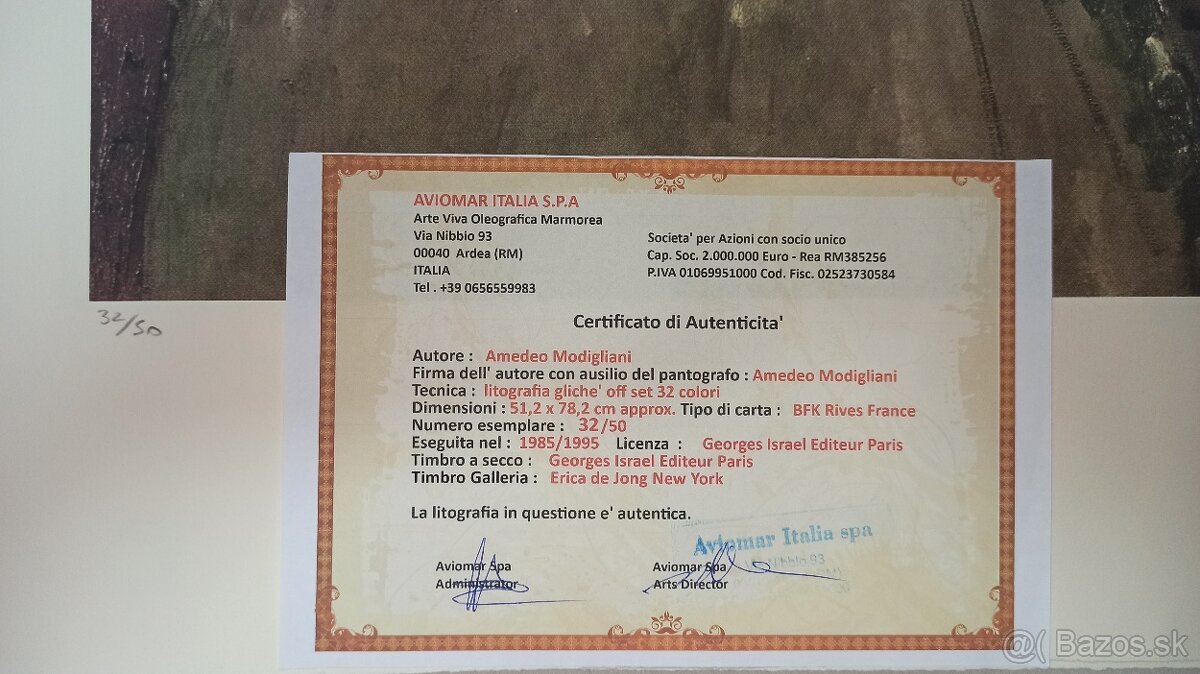 AVIOMAR ITALIA S.P.A
Arte Viva Oleografica Marmorea
Via Nibbio 93
00040 Ardea (RM)
ITALIA
Tel . +39 0656559983
Societa' per Azioni con socio unico
Cap. Soc. 2.000.000 Euro - Rea RM385256
P.IVA 01069951000 Cod. Fisc. 02523730584
32/50
Certificato di Autenticita'
Autore : Amedeo Modigliani
Firma dell' autore con ausilio del pantografo : Amedeo Modigliani
Tecnica : litografia gliche' off set 32 colori
Dimensioni : 51,2 x 78,2 cm approx. Tipo di carta : BFK Rives France
Numero esemplare : 32/50
Eseguita nel : 1985/1995 Licenza : Georges Israel Editeur Paris
Timbro a secco : Georges Israel Editeur Paris
Timbro Galleria : Erica de Jong New York
La litografia in questione e' autentica.
Aviomar Italia spa
Nibbio 93
Aviomar Spa
Administrator
Aviomar Spa
Arts Director
@( Bazos.sk